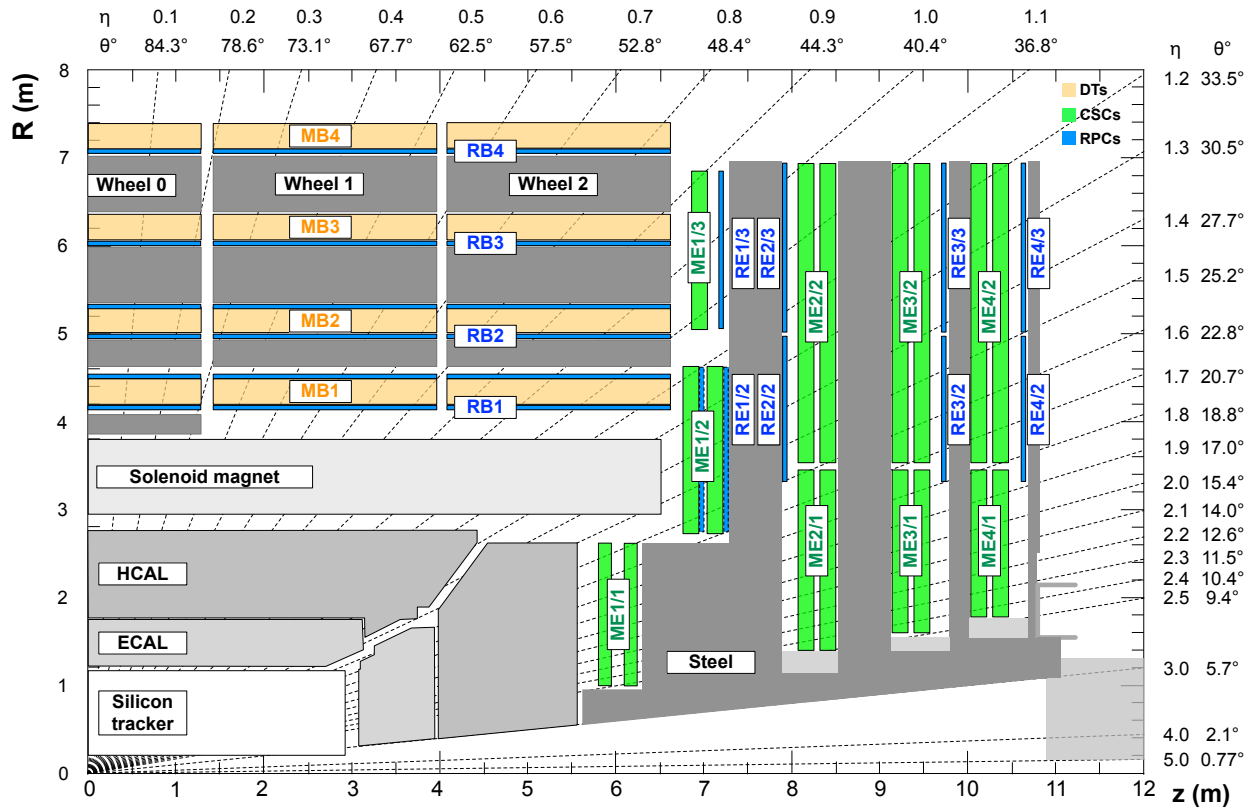 η 0.1 0.2 0.3 0.4 0.5 0.6 0.7 0.8 0.9 1.0 1.1
θ° 84.3° 78.6° 73.1° 67.7° 62.5° 57.5° 52.8° 48.4° 44.3° 40.4° 36.8° η θ°
R (m)
8 1.2 33.5°
DTs
CSCs
RPCs
MB4
RB4
7 1.3 30.5°
Wheel 0 Wheel 1 Wheel 2
MB3
RB3
6 1.4 27.7°
ME1/3 RE1/3 RE2/3 ME2/2 ME3/2 RE3/3 ME4/2 RE4/3
1.5 25.2°
MB2
RB2
5 1.6 22.8°
MB1
RB1
1.7 20.7°
4 1.8 18.8°
ME1/2 RE1/2 RE2/2 RE3/2 RE4/2
1.9 17.0°
Solenoid magnet
2.0 15.4°
3 2.1 14.0°
2.2 12.6°
HCAL
2.3 11.5°
ME2/1 ME3/1 ME4/1
2.4 10.4°
2 2.5 9.4°
ME1/1
ECAL
Steel
1 3.0 5.7°
Silicon
tracker
4.0 2.1°
0 5.0 0.77°
0 1 2 3 4 5 6 7 8 9 10 11 12
z (m)